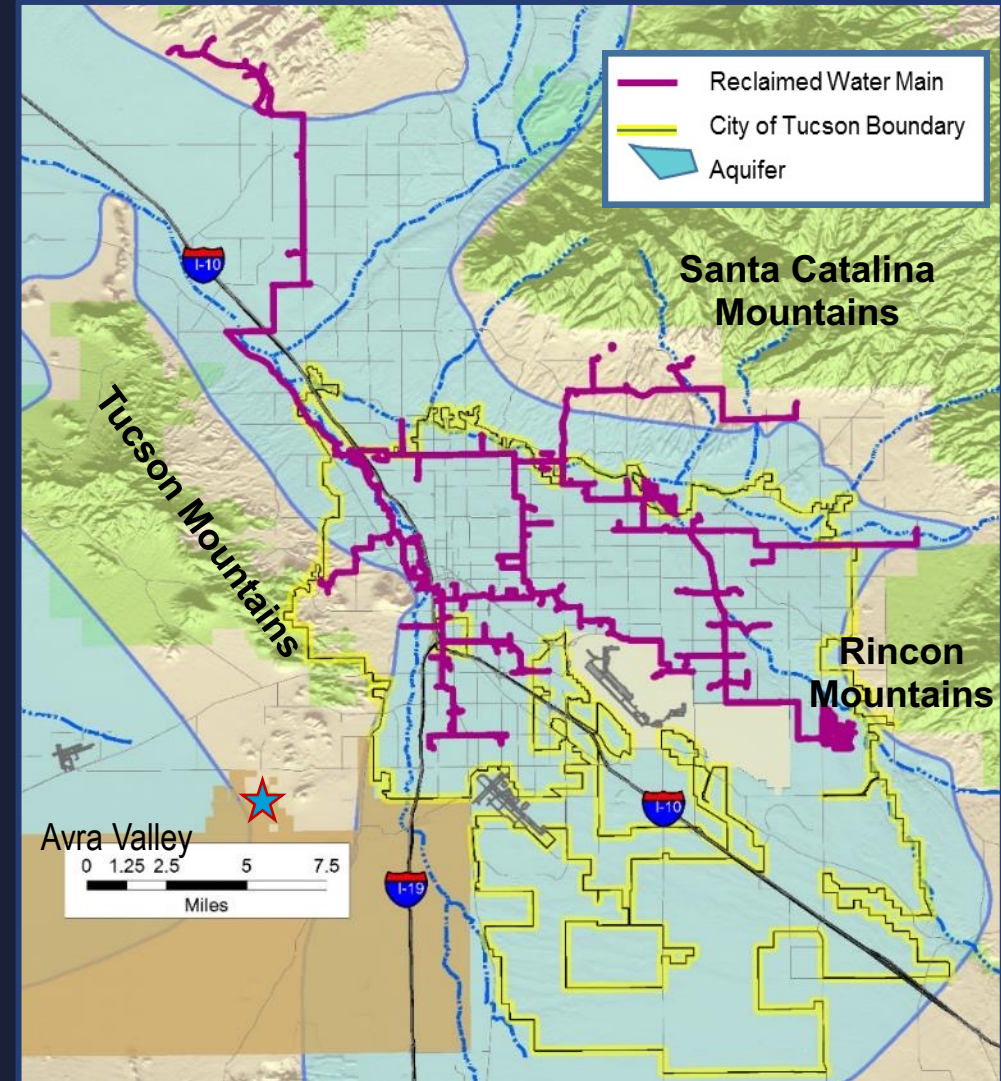 Reclaimed Water Main
City of Tucson Boundary
Aquifer
I-10
Santa Catalina
Mountains
Tucson Mountains
Rincon
Mountains
I-10
Avra Valley
0 1.25 2.5 5 7.5
Miles
I-19